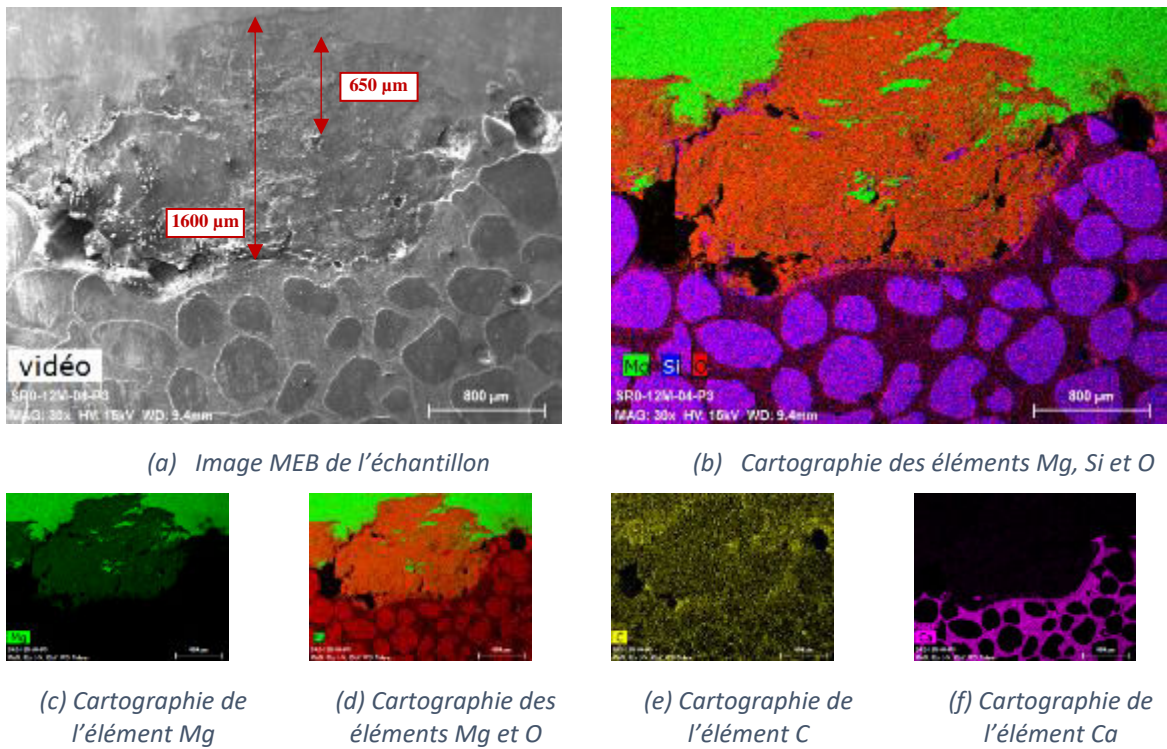 650 µm
1600 µm
vidéo
SR0-12M-04-P3
MAG: 30x HV: 15kV WD: 9.4mm
800 µm
Mg Si O
SR0-12M-04-P3
MAG: 30x HV: 15kV WD: 9.4mm
800 µm
(a) Image MEB de l’échantillon
(b) Cartographie des éléments Mg, Si et O
Mg
C
(c) Cartographie de l’élément Mg
(d) Cartographie des éléments Mg et O
(e) Cartographie de l’élément C
(f) Cartographie de l’élément Ca